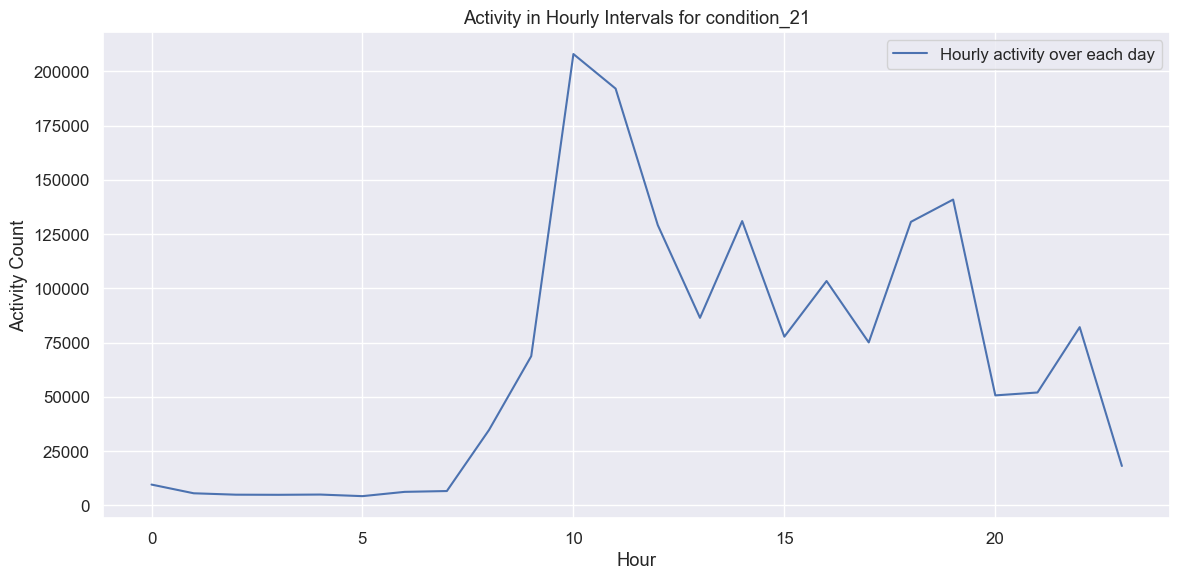 Activity in Hourly Intervals for condition_21
Hourly activity over each day
Activity Count
200000
175000
150000
125000
100000
75000
50000
25000
0
0 5 10 15 20
Hour